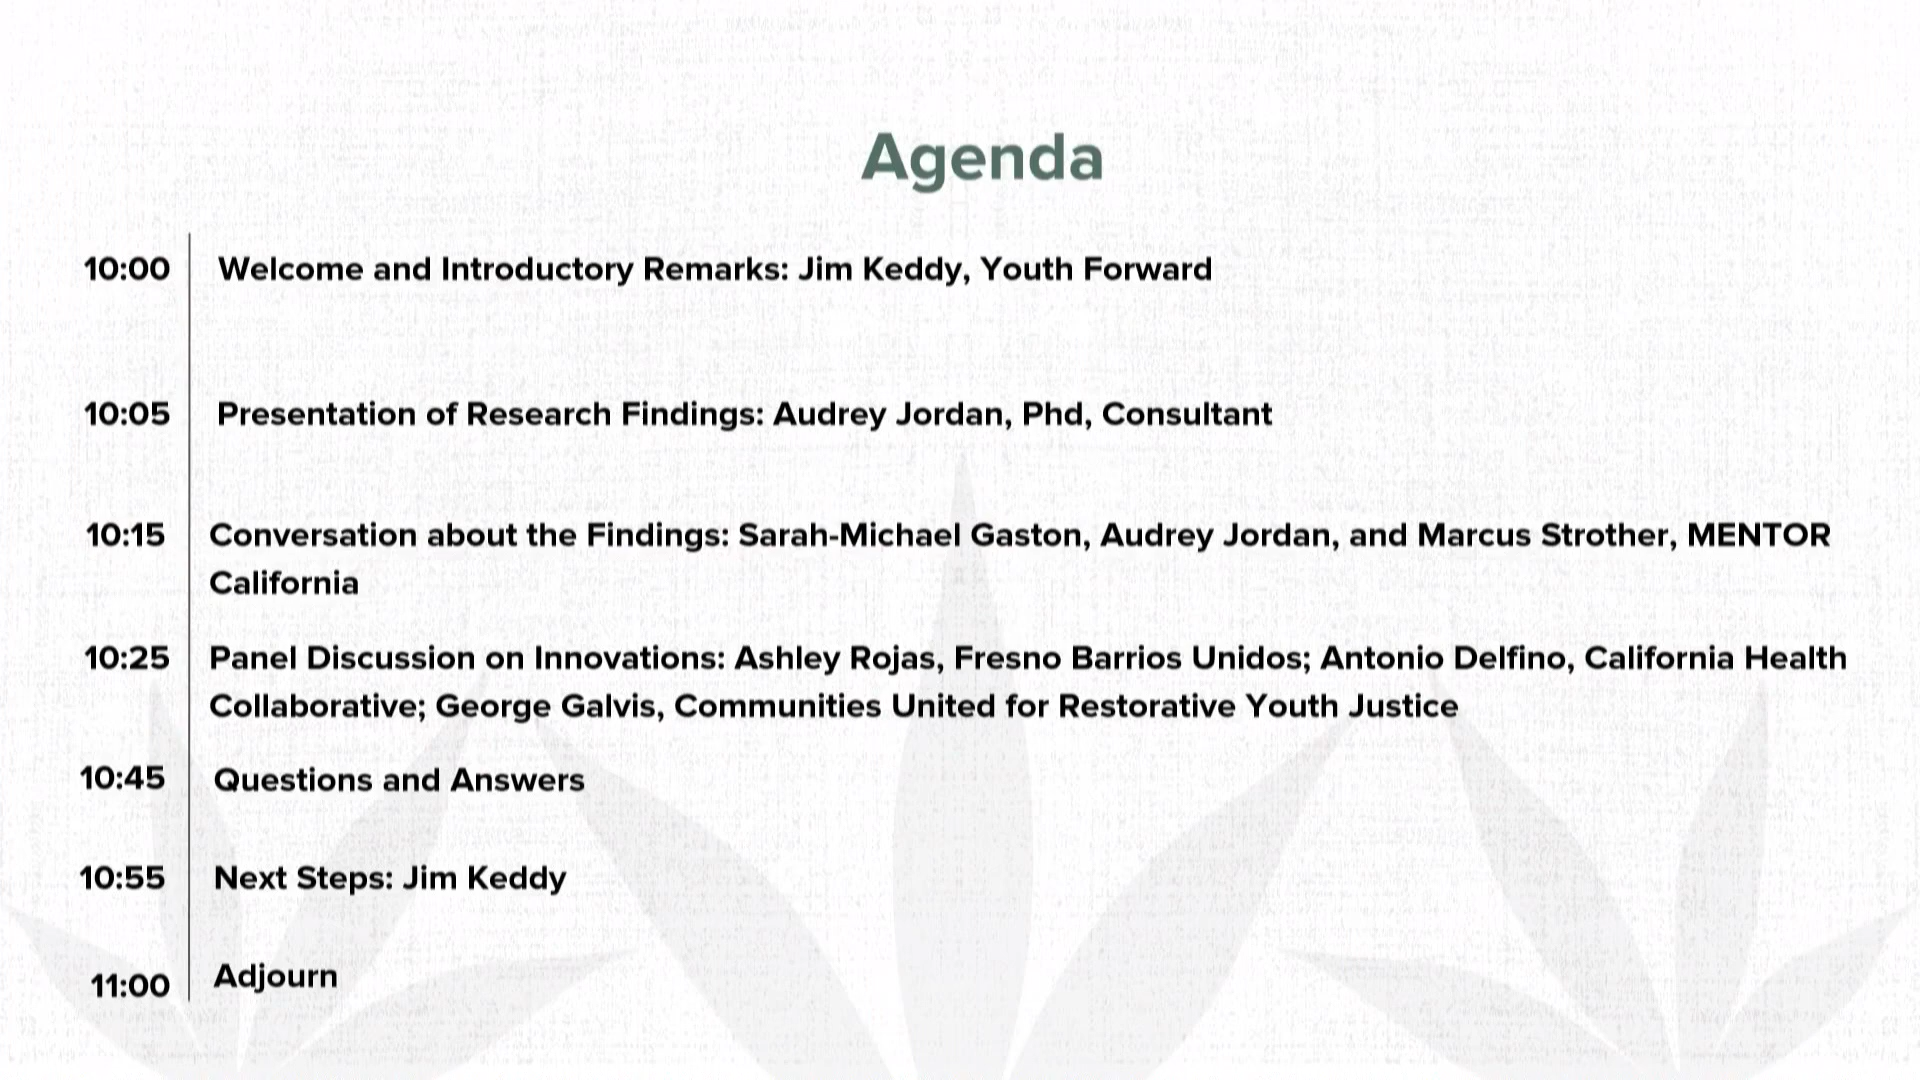 Agenda
10:00 Welcome and Introductory Remarks: Jim Keddy, Youth Forward
10:05 Presentation of Research Findings: Audrey Jordan, Phd, Consultant
10:15 Conversation about the Findings: Sarah-Michael Gaston, Audrey Jordan, and Marcus Strother, MENTOR
California
10:25 Panel Discussion on Innovations: Ashley Rojas, Fresno Barrios Unidos; Antonio Delfino, California Health
Collaborative; George Galvis, Communities United for Restorative Youth Justice
10:45 Questions and Answers
10:55 Next Steps: Jim Keddy
11:00 Adjourn